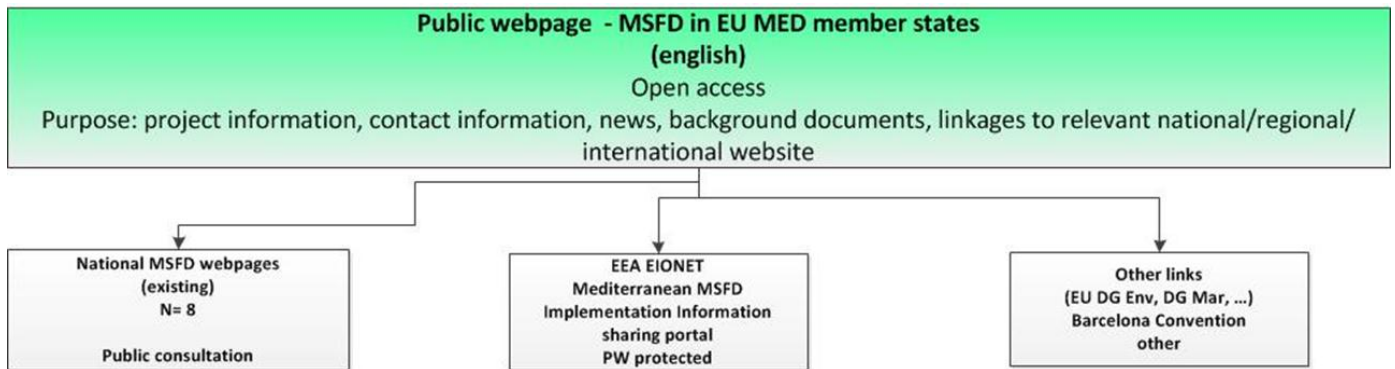 Public webpage - MSFD in EU MED member states
(english)
Open access
Purpose: project information, contact information, news, background documents, linkages to relevant national/regional/
international website
National MSFD webpages
(existing)
N= 8
Public consultation
EEA EIONET
Mediterranean MSFD
Implementation Information
sharing portal
PW protected
Other links
(EU DG Env, DG Mar, ...)
Barcelona Convention
other